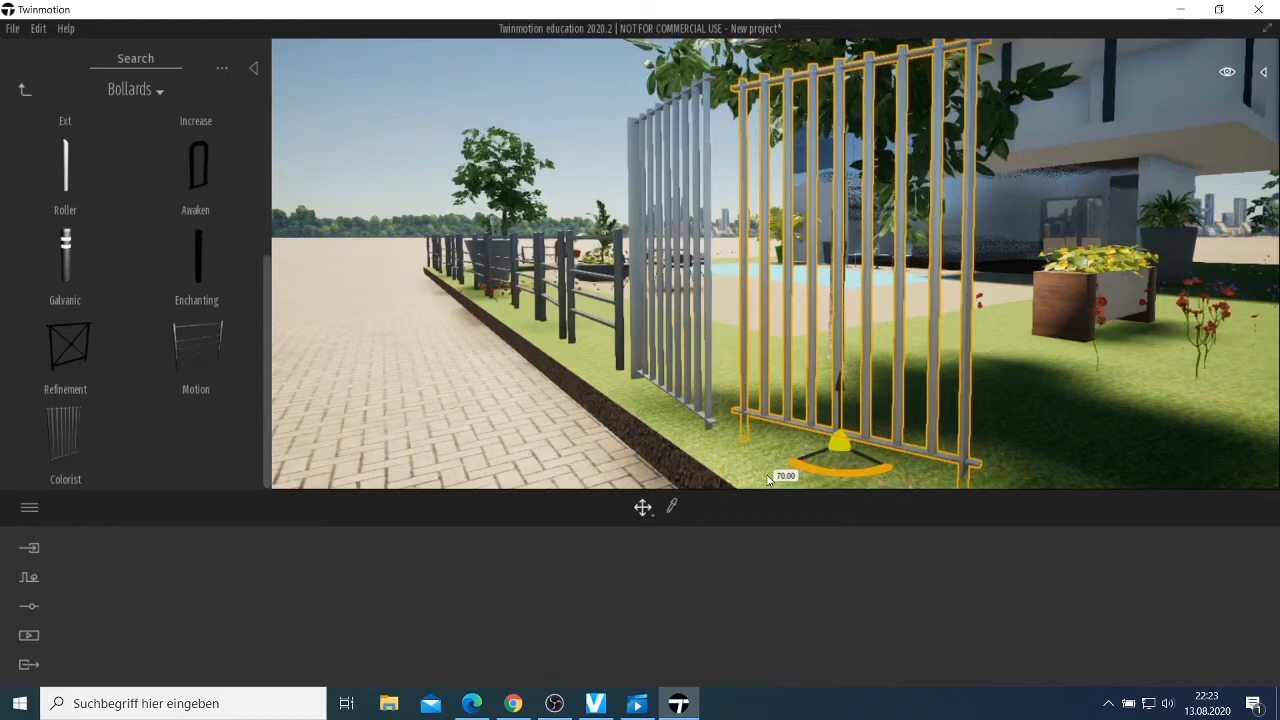 Twinmotion
File Edit Help
Twinmotion education 2020.2 | NOT FOR COMMERCIAL USE - New project*
Search
...
Bollards
Ext Increase
Roller Awaken
Galvanic Enchanting
Refinement Motion
Colorist
70.00
Suchbegriff hier eingeben
22:23
13.08.2020
1